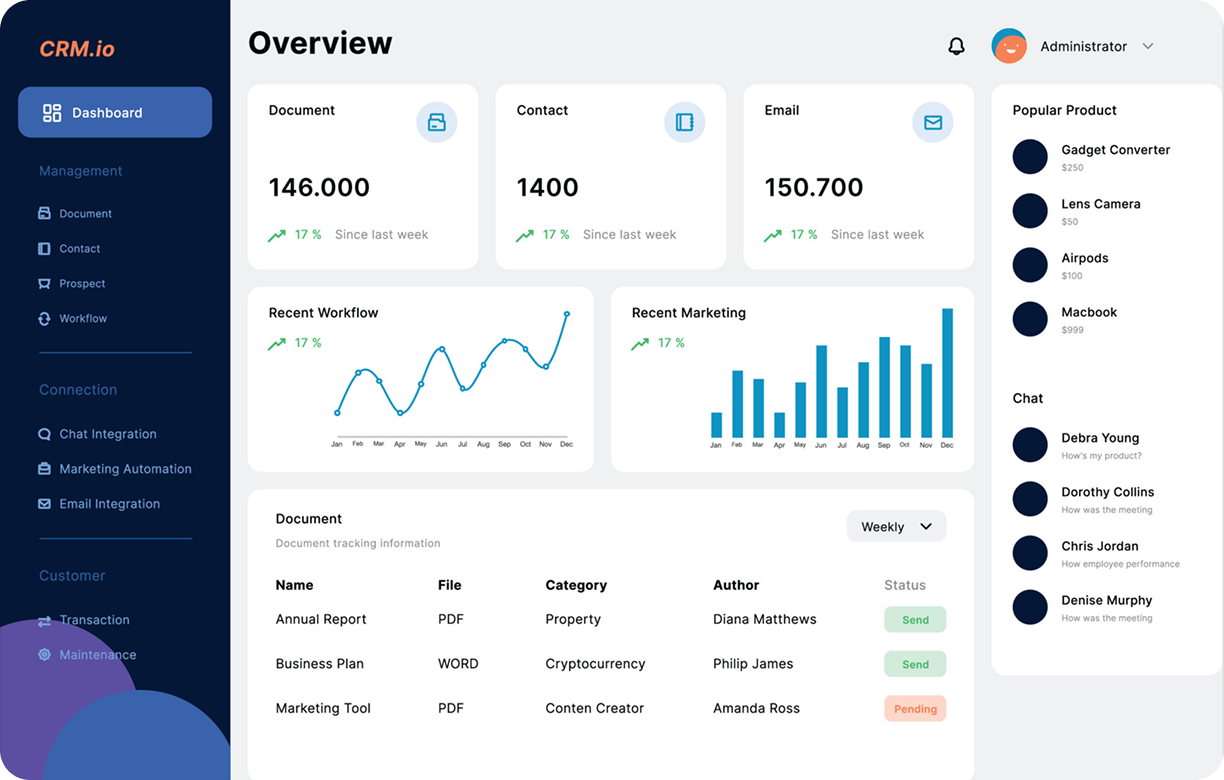 CRM.io
Dashboard
Management
Document
Contact
Prospect
Workflow
Connection
Chat Integration
Marketing Automation
Email Integration
Customer
Transaction
Maintenance
Overview
Administrator
Document
146.000
17 % Since last week
Contact
1400
17 % Since last week
Email
150.700
17 % Since last week
Recent Workflow
17 %
Jan Feb Mar Apr May Jun Jul Aug Sep Oct Nov Dec
Recent Marketing
17 %
Jan Feb Mar Apr May Jun Jul Aug Sep Oct Nov Dec
Document
Document tracking information
Weekly
Name File Category Author Status
Annual Report PDF Property Diana Matthews Send
Business Plan WORD Cryptocurrency Philip James Send
Marketing Tool PDF Conten Creator Amanda Ross Pending
Popular Product
Gadget Converter
$250
Lens Camera
$50
Airpods
$100
Macbook
$999
Chat
Debra Young
How's my product?
Dorothy Collins
How was the meeting
Chris Jordan
How employee performance
Denise Murphy
How was the meeting